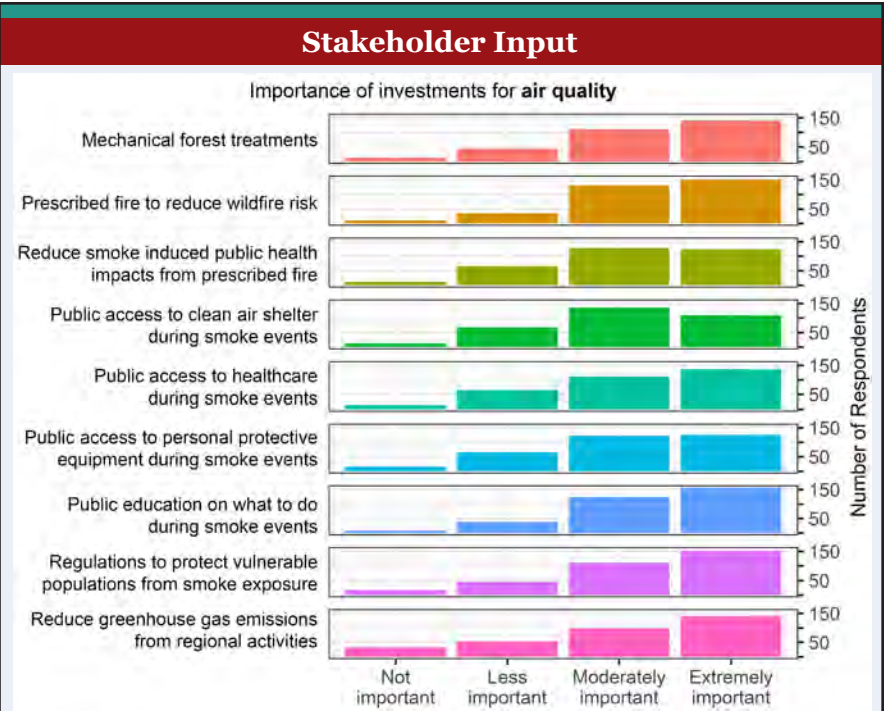 Stakeholder Input
Importance of investments for air quality
Mechanical forest treatments
150
50
Prescribed fire to reduce wildfire risk
150
50
Reduce smoke induced public health
impacts from prescribed fire
150
50
Public access to clean air shelter
during smoke events
150
50
Public access to healthcare
during smoke events
150
50
Public access to personal protective
equipment during smoke events
150
50
Public education on what to do
during smoke events
150
50
Regulations to protect vulnerable
populations from smoke exposure
150
50
Reduce greenhouse gas emissions
from regional activities
150
50
Number of Respondents
Not
important
Less
important
Moderately
important
Extremely
important